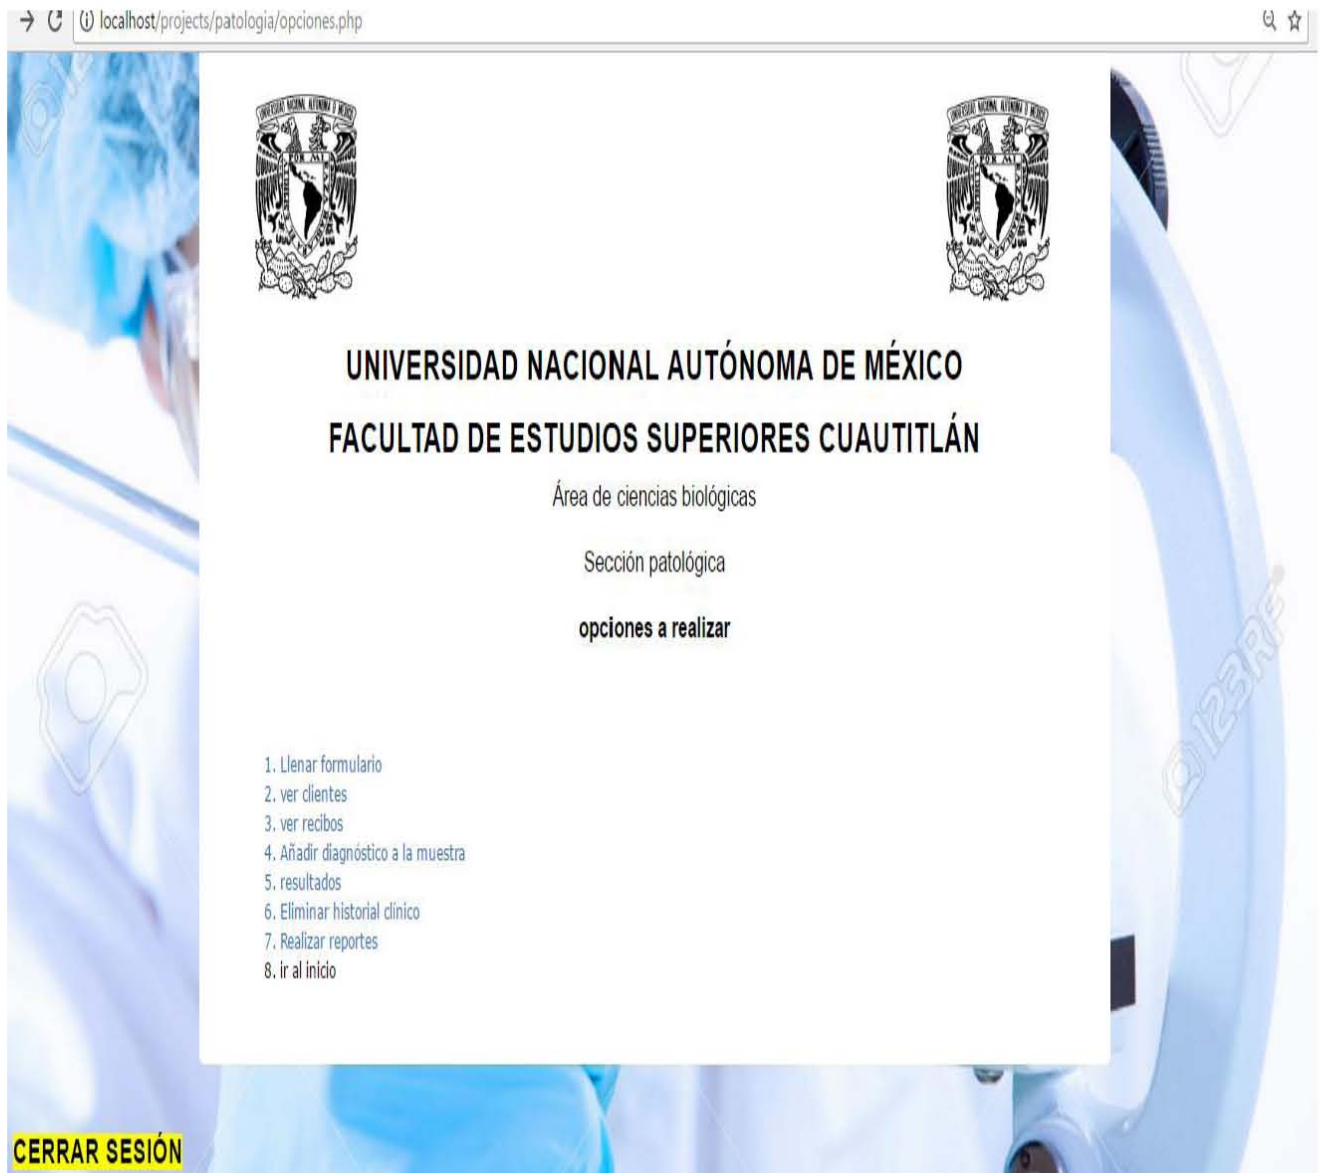 localhost/projects/patologia/opciones.php
UNIVERSIDAD NACIONAL AUTÓNOMA DE MÉXICO
FACULTAD DE ESTUDIOS SUPERIORES CUAUTITLÁN
Área de ciencias biológicas
Sección patológica
opciones a realizar
1. Llenar formulario
2. ver clientes
3. ver recibos
4. Añadir diagnóstico a la muestra
5. resultados
6. Eliminar historial clínico
7. Realizar reportes
8. ir al inicio
123RF
CERRAR SESIÓN